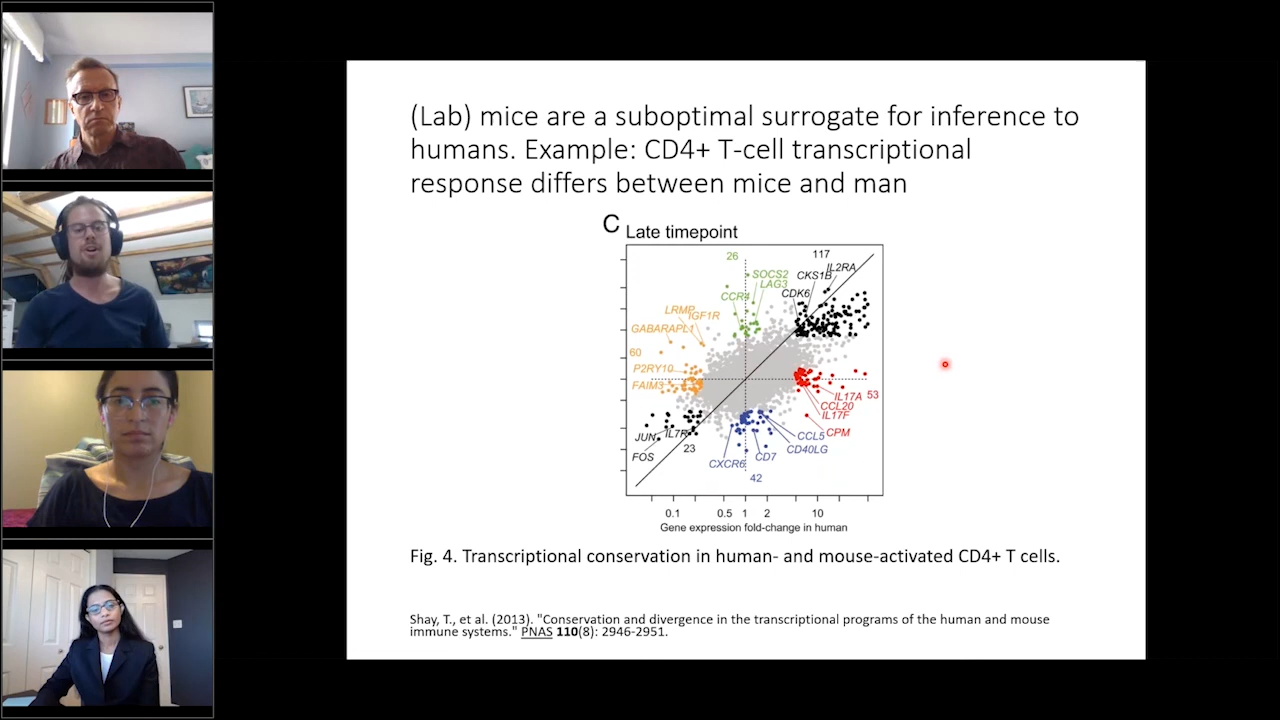 (Lab) mice are a suboptimal surrogate for inference to
humans. Example: CD4+ T-cell transcriptional
response differs between mice and man
C Late timepoint
26
117
IL2RA
SOCS2
CKS1B
LAG3
CCR4
CDK6
LRMP
IGF1R
GABARAPL1
60
P2RY10
FAIM3
IL17A 53
CCL20
IL17F
CPM
JUN IL7R
CCL5
23
CD40LG
FOS
CXCR6 CD7
42
0.1 0.5 1 2 10
Gene expression fold-change in human
Fig. 4. Transcriptional conservation in human- and mouse-activated CD4+ T cells.
Shay, T., et al. (2013). "Conservation and divergence in the transcriptional programs of the human and mouse
immune systems." PNAS 110(8): 2946-2951.